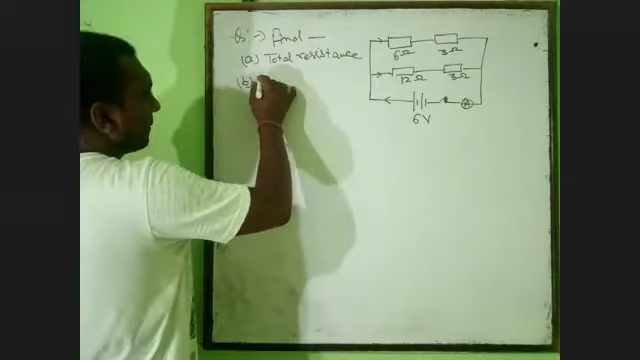 Q: → Find —
(a) Total resistance
(b)
6Ω 3Ω
12Ω 3Ω
A
6V